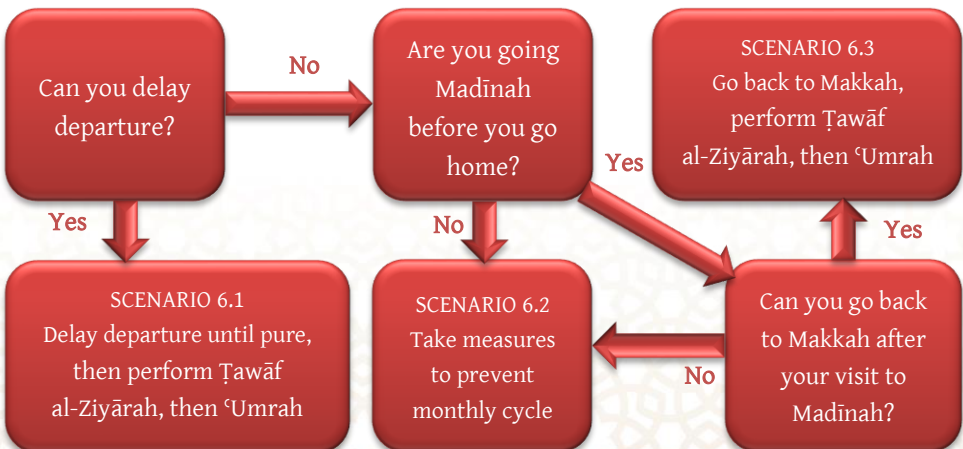 Can you delay
departure?
No
Are you going
Madīnah
before you go
home?
SCENARIO 6.3
Go back to Makkah,
perform Ṭawāf
al-Ziyārah, then ʿUmrah
Yes
No
Yes
Yes
SCENARIO 6.1
Delay departure until pure,
then perform Ṭawāf
al-Ziyārah, then ʿUmrah
SCENARIO 6.2
Take measures
to prevent
monthly cycle
No
Can you go back
to Makkah after
your visit to
Madīnah?